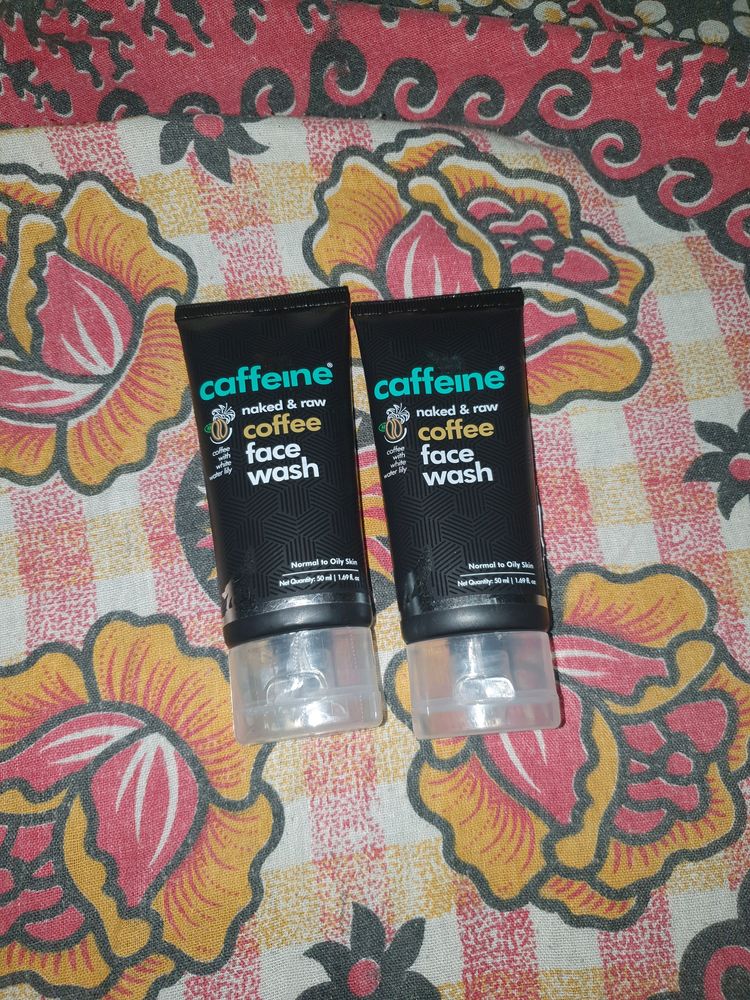 caffeine®
naked & raw
coffee
face
wash
coffee
with
white
water lily
Normal to Oily Skin
Net Quantity: 50 ml | 1.69 fl. oz
caffeine®
naked & raw
coffee
face
wash
coffee
with
white
water lily
Normal to Oily Skin
Net Quantity: 50 ml | 1.69 fl. oz